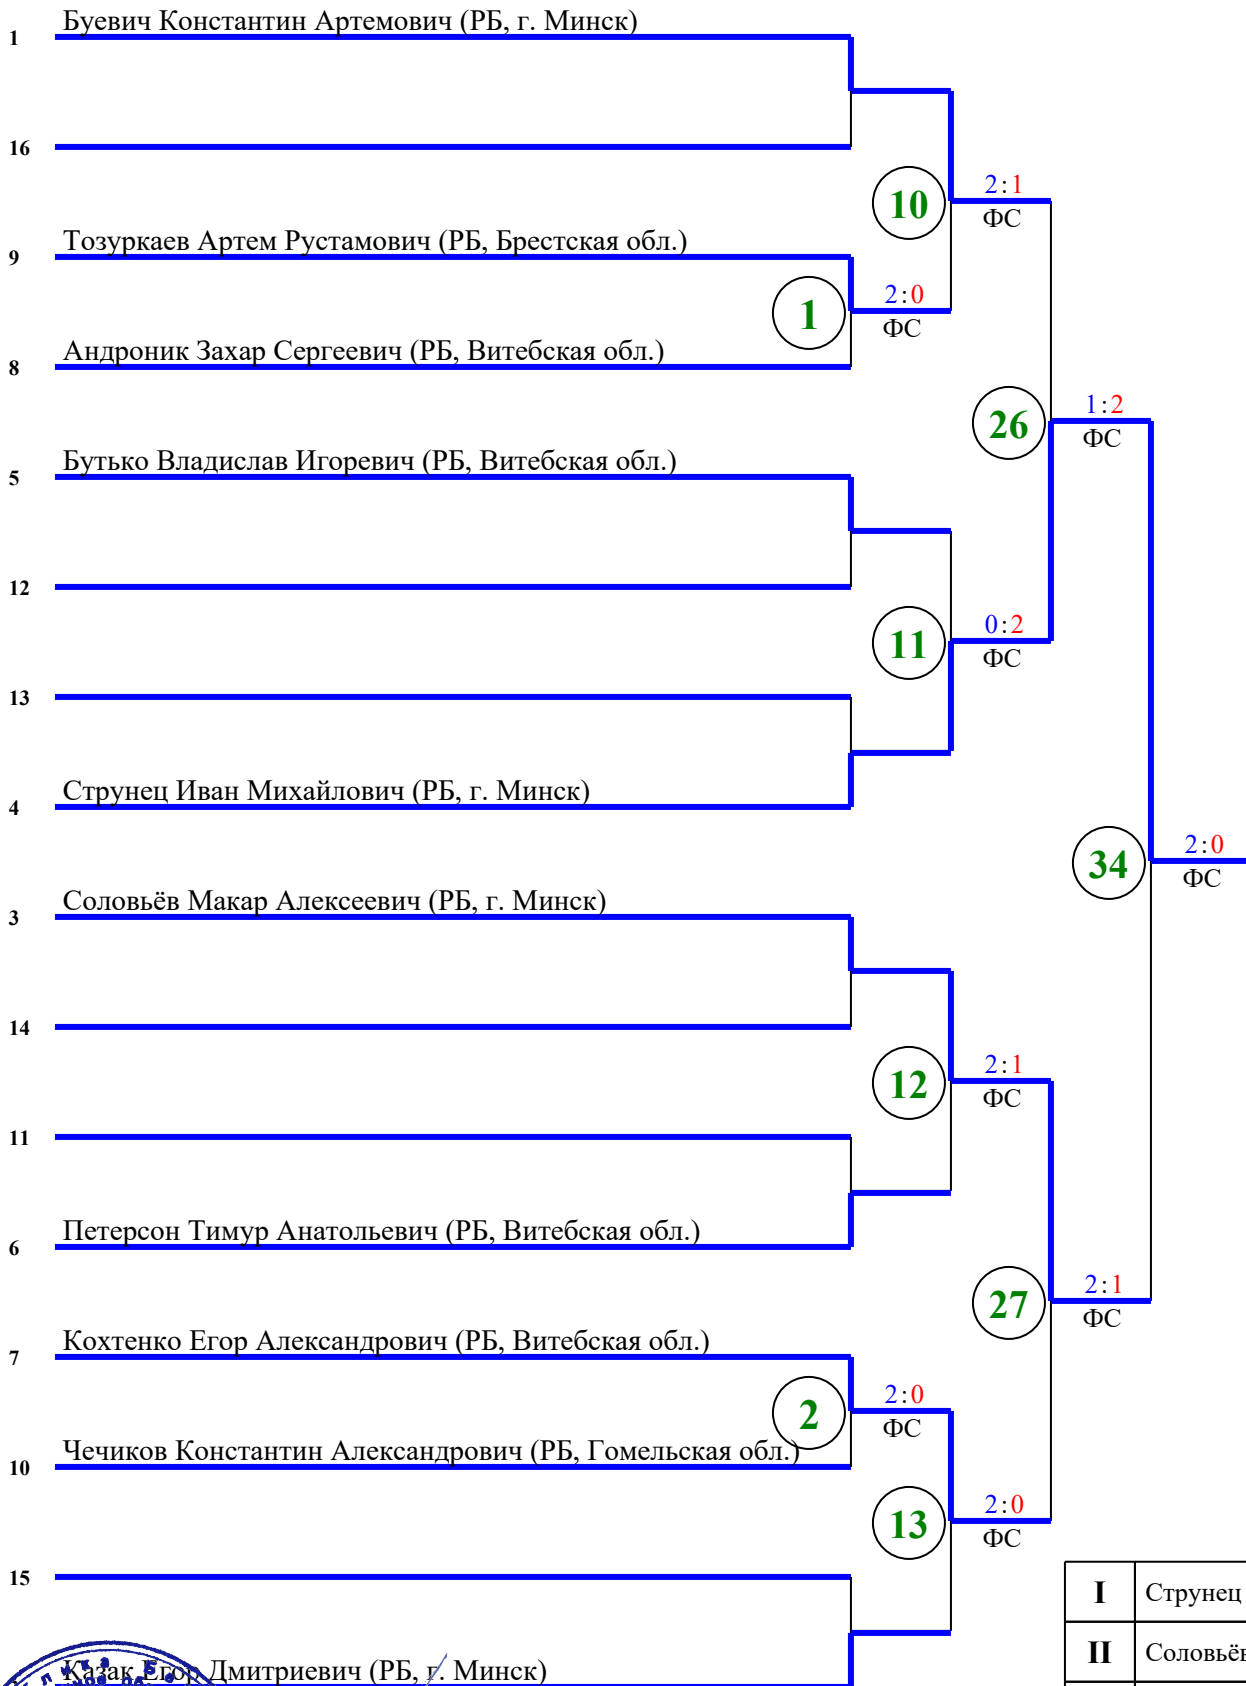 Буевич Константин Артемович (РБ, г. Минск)
1
16
10
2:1
ФС
Тозуркаев Артем Рустамович (РБ, Брестская обл.)
9
1
2:0
ФС
Андроник Захар Сергеевич (РБ, Витебская обл.)
8
26
1:2
ФС
Бутько Владислав Игоревич (РБ, Витебская обл.)
5
12
11
0:2
ФС
13
Струнец Иван Михайлович (РБ, г. Минск)
4
34
2:0
ФС
Соловьёв Макар Алексеевич (РБ, г. Минск)
3
14
12
2:1
ФС
11
Петерсон Тимур Анатольевич (РБ, Витебская обл.)
6
27
2:1
ФС
Кохтенко Егор Александрович (РБ, Витебская обл.)
7
2
2:0
ФС
Чечиков Константин Александрович (РБ, Гомельская обл.)
10
13
2:0
ФС
15
I Струнец
II Соловьёв
Казак Егор Дмитриевич (РБ, г. Минск)